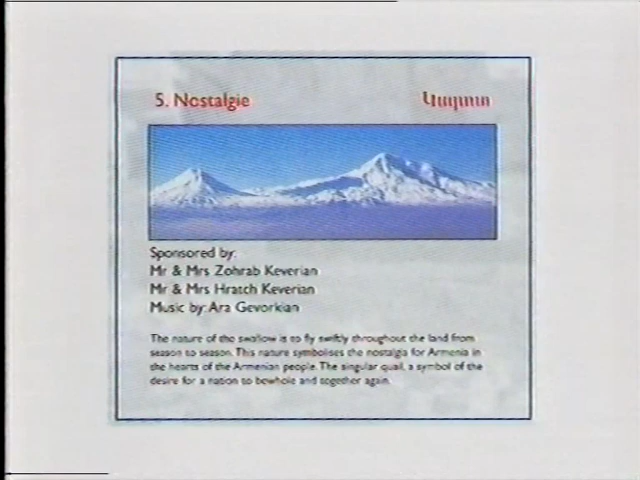 5. Nostalgie
Կարօտ
Sponsored by:
Mr & Mrs Zohrab Keverian
Mr & Mrs Hratch Keverian
Music by: Ara Gevorkian
The nature of the swallow is to fly swiftly throughout the land from
season to season. This nature symbolises the nostalgia for Armenia in
the hearts of the Armenian people. The singular quail, a symbol of the
desire for a nation to bewhole and together again.